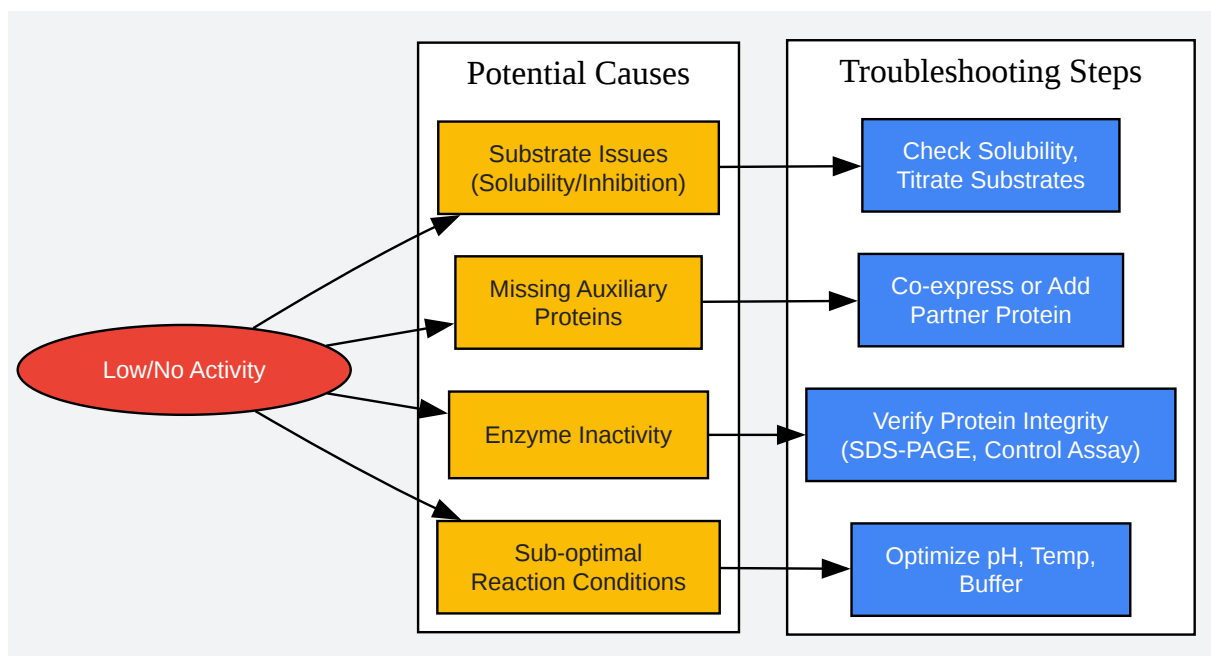 Low/No Activity
Potential Causes
Substrate Issues
(Solubility/Inhibition)
Missing Auxiliary
Proteins
Enzyme Inactivity
Sub-optimal
Reaction Conditions
Troubleshooting Steps
Check Solubility,
Titrate Substrates
Co-express or Add
Partner Protein
Verify Protein Integrity
(SDS-PAGE, Control Assay)
Optimize pH, Temp,
Buffer